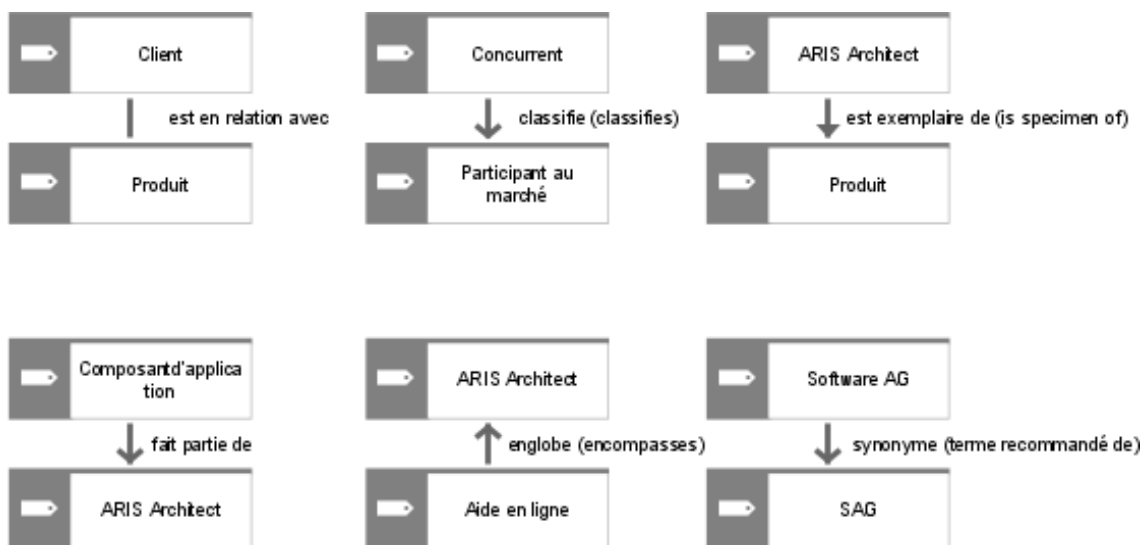 Client
Concurrent
ARIS Architect
est en relation avec
classifie (classifies)
est exemplaire de (is specimen of)
Produit
Participant au
marché
Produit
Composantd'applica
tion
ARIS Architect
Software AG
fait partie de
englobe (encompasses)
synonyme (terme recommandé de)
ARIS Architect
Aide en ligne
SAG